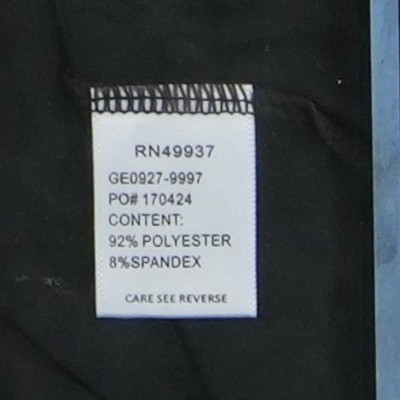 RN49937
GE0927-9997
PO# 170424
CONTENT:
92% POLYESTER
8%SPANDEX
CARE SEE REVERSE